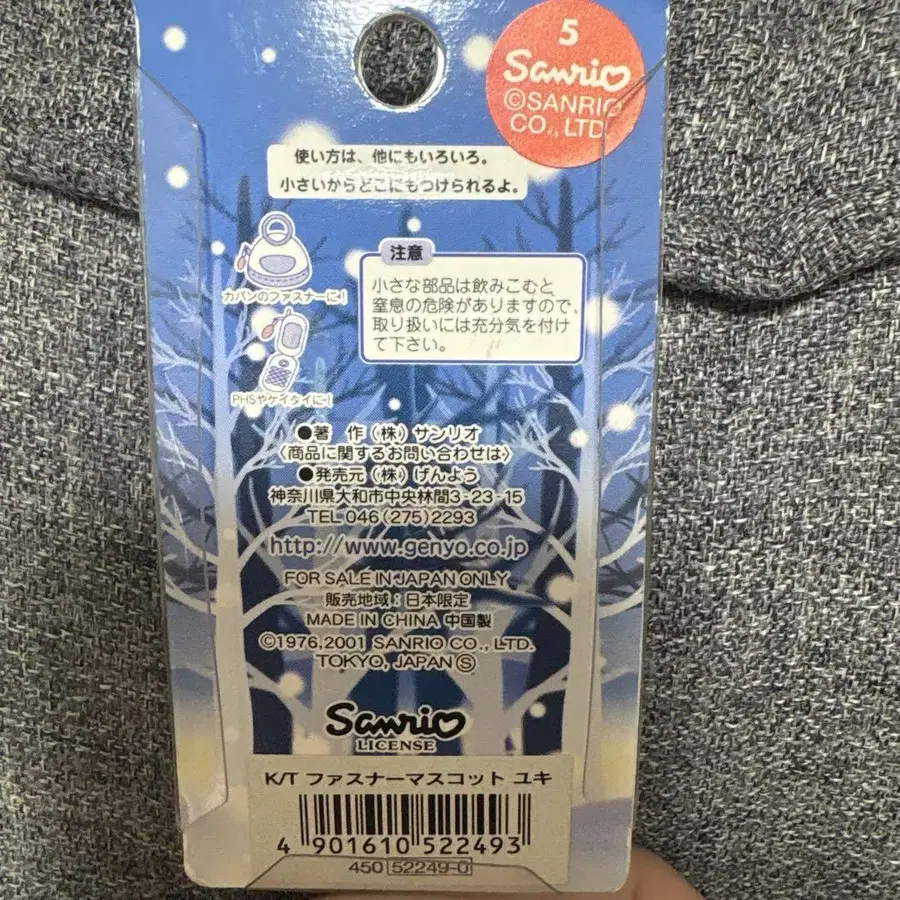 5
Sanrio
©SANRIO
CO., LTD.
使い方は、他にもいろいろ。
小さいからどこにもつけられるよ。
注意
小さな部品は飲みこむと
窒息の危険がありますので、
取り扱いには充分気を付け
て下さい。
カバンのファスナーに!
PHSやケイタイに!
●著 作(株)サンリオ
〈商品に関するお問い合わせは〉
●発売元(株)げんよう
神奈川県大和市中央林間3-23-15
TEL 046(275)2293
http://www.genyo.co.jp
FOR SALE IN JAPAN ONLY
販売地域:日本限定
MADE IN CHINA 中国製
©1976,2001 SANRIO CO., LTD.
TOKYO, JAPAN Ⓢ
Sanrio
LICENSE
K/T ファスナーマスコット ユキ
4 901610 522493
450 52249-0